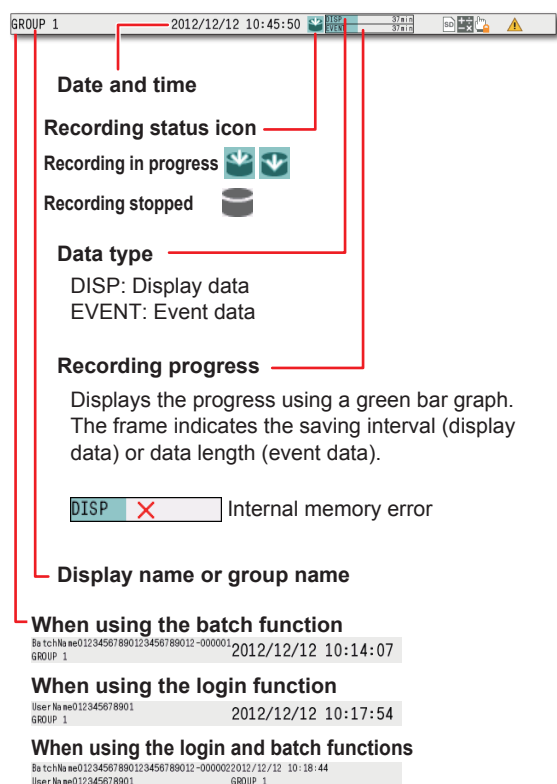 GROUP 1 2012/12/12 10:45:50 DISP 37min SD
EVENT 37min
Date and time
Recording status icon
Recording in progress
Recording stopped
Data type
DISP: Display data
EVENT: Event data
Recording progress
Displays the progress using a green bar graph.
The frame indicates the saving interval (display
data) or data length (event data).
DISP Internal memory error
Display name or group name
When using the batch function
BatchName01234567890123456789012-000001 2012/12/12 10:14:07
GROUP 1
When using the login function
UserName012345678901 2012/12/12 10:17:54
GROUP 1
When using the login and batch functions
BatchName01234567890123456789012-000002 2012/12/12 10:18:44
UserName012345678901 GROUP 1